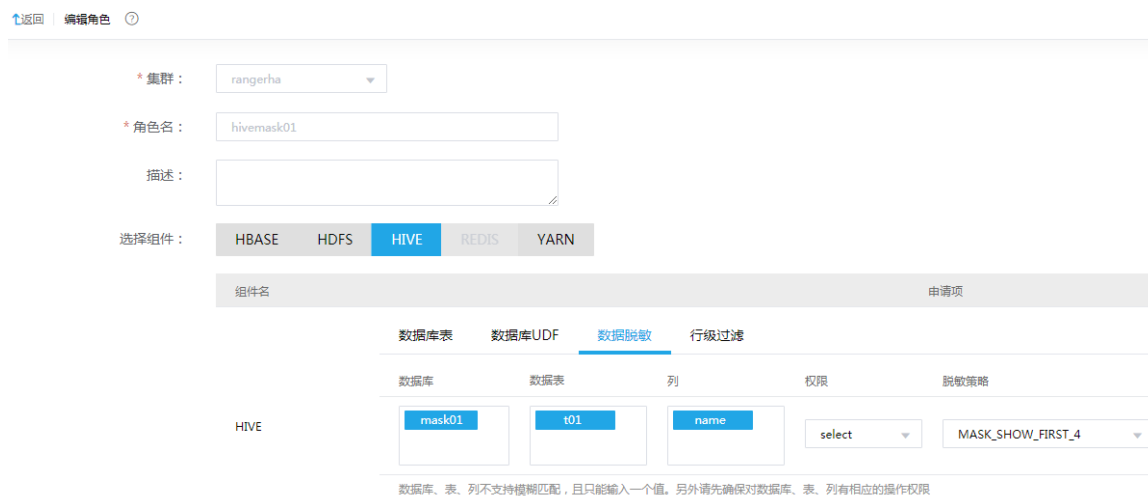 返回 编辑角色 ?
* 集群： rangerha
* 角色名： hivemask01
描述：
选择组件： HBASE HDFS HIVE REDIS YARN
组件名 申请项
数据库表 数据库UDF 数据脱敏 行级过滤
数据库 数据表 列 权限 脱敏策略
HIVE mask01 t01 name select MASK_SHOW_FIRST_4
数据库、表、列不支持模糊匹配，且只能输入一个值。另外请先确保对数据库、表、列有相应的操作权限